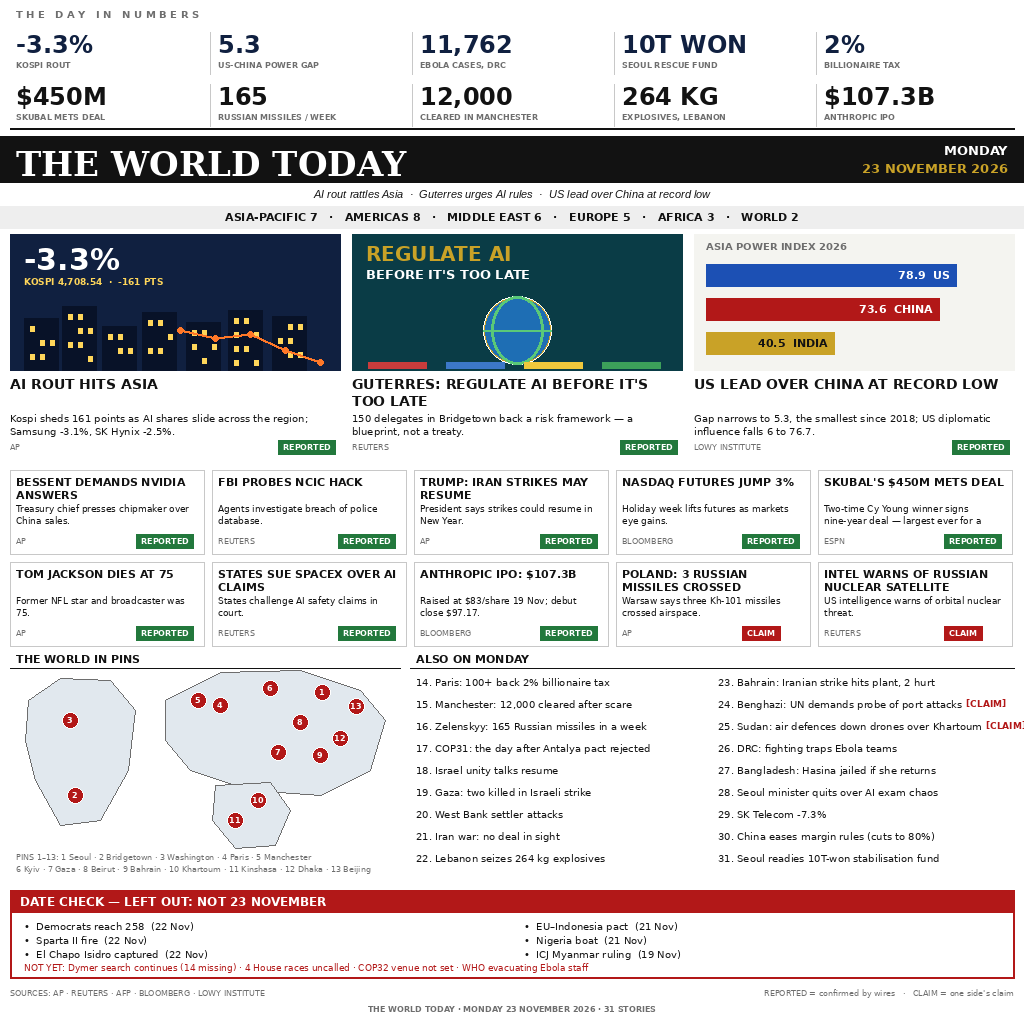 THE DAY IN NUMBERS
-3.3%
KOSPI ROUT
5.3
US-CHINA POWER GAP
11,762
EBOLA CASES, DRC
10T WON
SEOUL RESCUE FUND
2%
BILLIONAIRE TAX
$450M
SKUBAL METS DEAL
165
RUSSIAN MISSILES / WEEK
12,000
CLEARED IN MANCHESTER
264 KG
EXPLOSIVES, LEBANON
$107.3B
ANTHROPIC IPO
THE WORLD TODAY
MONDAY
23 NOVEMBER 2026
AI rout rattles Asia · Guterres urges AI rules · US lead over China at record low
ASIA-PACIFIC 7 · AMERICAS 8 · MIDDLE EAST 6 · EUROPE 5 · AFRICA 3 · WORLD 2
-3.3%
KOSPI 4,708.54 · -161 PTS
AI ROUT HITS ASIA
Kospi sheds 161 points as AI shares slide across the region;
Samsung -3.1%, SK Hynix -2.5%.
AP
REPORTED
REGULATE AI
BEFORE IT'S TOO LATE
GUTERRES: REGULATE AI BEFORE IT'S
TOO LATE
150 delegates in Bridgetown back a risk framework — a
blueprint, not a treaty.
REUTERS
REPORTED
ASIA POWER INDEX 2026
78.9 US
73.6 CHINA
40.5 INDIA
US LEAD OVER CHINA AT RECORD LOW
Gap narrows to 5.3, the smallest since 2018; US diplomatic
influence falls 6 to 76.7.
LOWY INSTITUTE
REPORTED
BESSENT DEMANDS NVIDIA
ANSWERS
Treasury chief presses chipmaker over
China sales.
AP
REPORTED
FBI PROBES NCIC HACK
Agents investigate breach of police
database.
REUTERS
REPORTED
TRUMP: IRAN STRIKES MAY
RESUME
President says strikes could resume in
New Year.
AP
REPORTED
NASDAQ FUTURES JUMP 3%
Holiday week lifts futures as markets
eye gains.
BLOOMBERG
REPORTED
SKUBAL'S $450M METS DEAL
Two-time Cy Young winner signs
nine-year deal — largest ever for a
ESPN
REPORTED
TOM JACKSON DIES AT 75
Former NFL star and broadcaster was
75.
AP
REPORTED
STATES SUE SPACEX OVER AI
CLAIMS
States challenge AI safety claims in
court.
REUTERS
REPORTED
ANTHROPIC IPO: $107.3B
Raised at $83/share 19 Nov; debut
close $97.17.
BLOOMBERG
REPORTED
POLAND: 3 RUSSIAN
MISSILES CROSSED
Warsaw says three Kh-101 missiles
crossed airspace.
AP
CLAIM
INTEL WARNS OF RUSSIAN
NUCLEAR SATELLITE
US intelligence warns of orbital nuclear
threat.
REUTERS
CLAIM
THE WORLD IN PINS
3
2
5
4
6
1
13
8
12
7
9
10
11
PINS 1–13: 1 Seoul · 2 Bridgetown · 3 Washington · 4 Paris · 5 Manchester
6 Kyiv · 7 Gaza · 8 Beirut · 9 Bahrain · 10 Khartoum · 11 Kinshasa · 12 Dhaka · 13 Beijing
ALSO ON MONDAY
14. Paris: 100+ back 2% billionaire tax
15. Manchester: 12,000 cleared after scare
16. Zelenskyy: 165 Russian missiles in a week
17. COP31: the day after Antalya pact rejected
18. Israel unity talks resume
19. Gaza: two killed in Israeli strike
20. West Bank settler attacks
21. Iran war: no deal in sight
22. Lebanon seizes 264 kg explosives
23. Bahrain: Iranian strike hits plant, 2 hurt
24. Benghazi: UN demands probe of port attacks [CLAIM]
25. Sudan: air defences down drones over Khartoum [CLAIM]
26. DRC: fighting traps Ebola teams
27. Bangladesh: Hasina jailed if she returns
28. Seoul minister quits over AI exam chaos
29. SK Telecom -7.3%
30. China eases margin rules (cuts to 80%)
31. Seoul readies 10T-won stabilisation fund
DATE CHECK — LEFT OUT: NOT 23 NOVEMBER
• Democrats reach 258 (22 Nov)
• Sparta II fire (22 Nov)
• El Chapo Isidro captured (22 Nov)
• EU–Indonesia pact (21 Nov)
• Nigeria boat (21 Nov)
• ICJ Myanmar ruling (19 Nov)
NOT YET: Dymer search continues (14 missing) · 4 House races uncalled · COP32 venue not set · WHO evacuating Ebola staff
SOURCES: AP · REUTERS · AFP · BLOOMBERG · LOWY INSTITUTE
REPORTED = confirmed by wires · CLAIM = one side's claim
THE WORLD TODAY · MONDAY 23 NOVEMBER 2026 · 31 STORIES